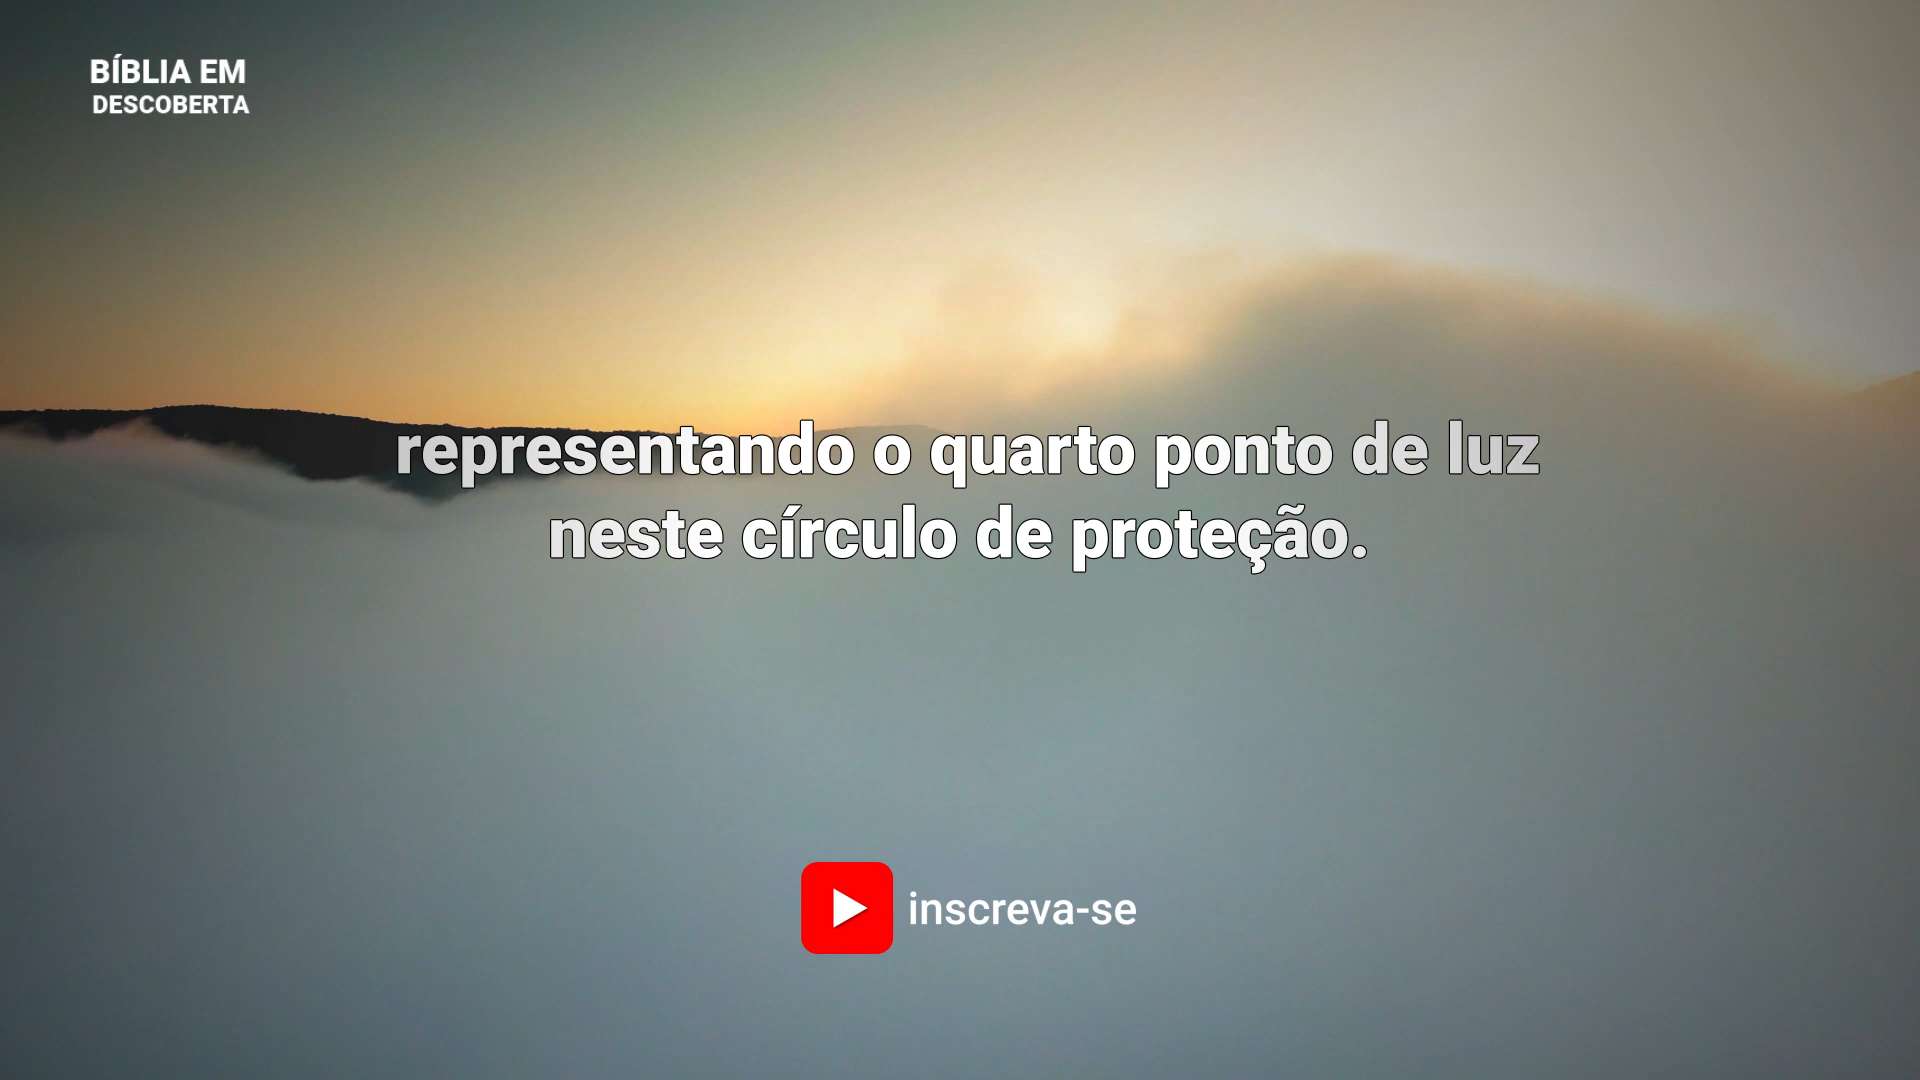 BÍBLIA EM
DESCOBERTA
representando o quarto ponto de luz
neste círculo de proteção.
inscreva-se